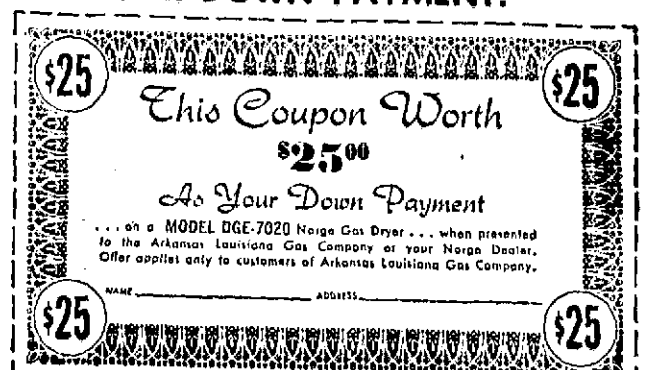 DOWN PAYMENT.
$25 $25
This Coupon Worth
$25.00
As Your Down Payment
. . . on a MODEL DGE-7020 Norge Gas Dryer . . . when presented
to the Arkansas Louisiana Gas Company or your Norge Dealer.
Offer applies only to customers of Arkansas Louisiana Gas Company.
NAME ADDRESS
$25 $25